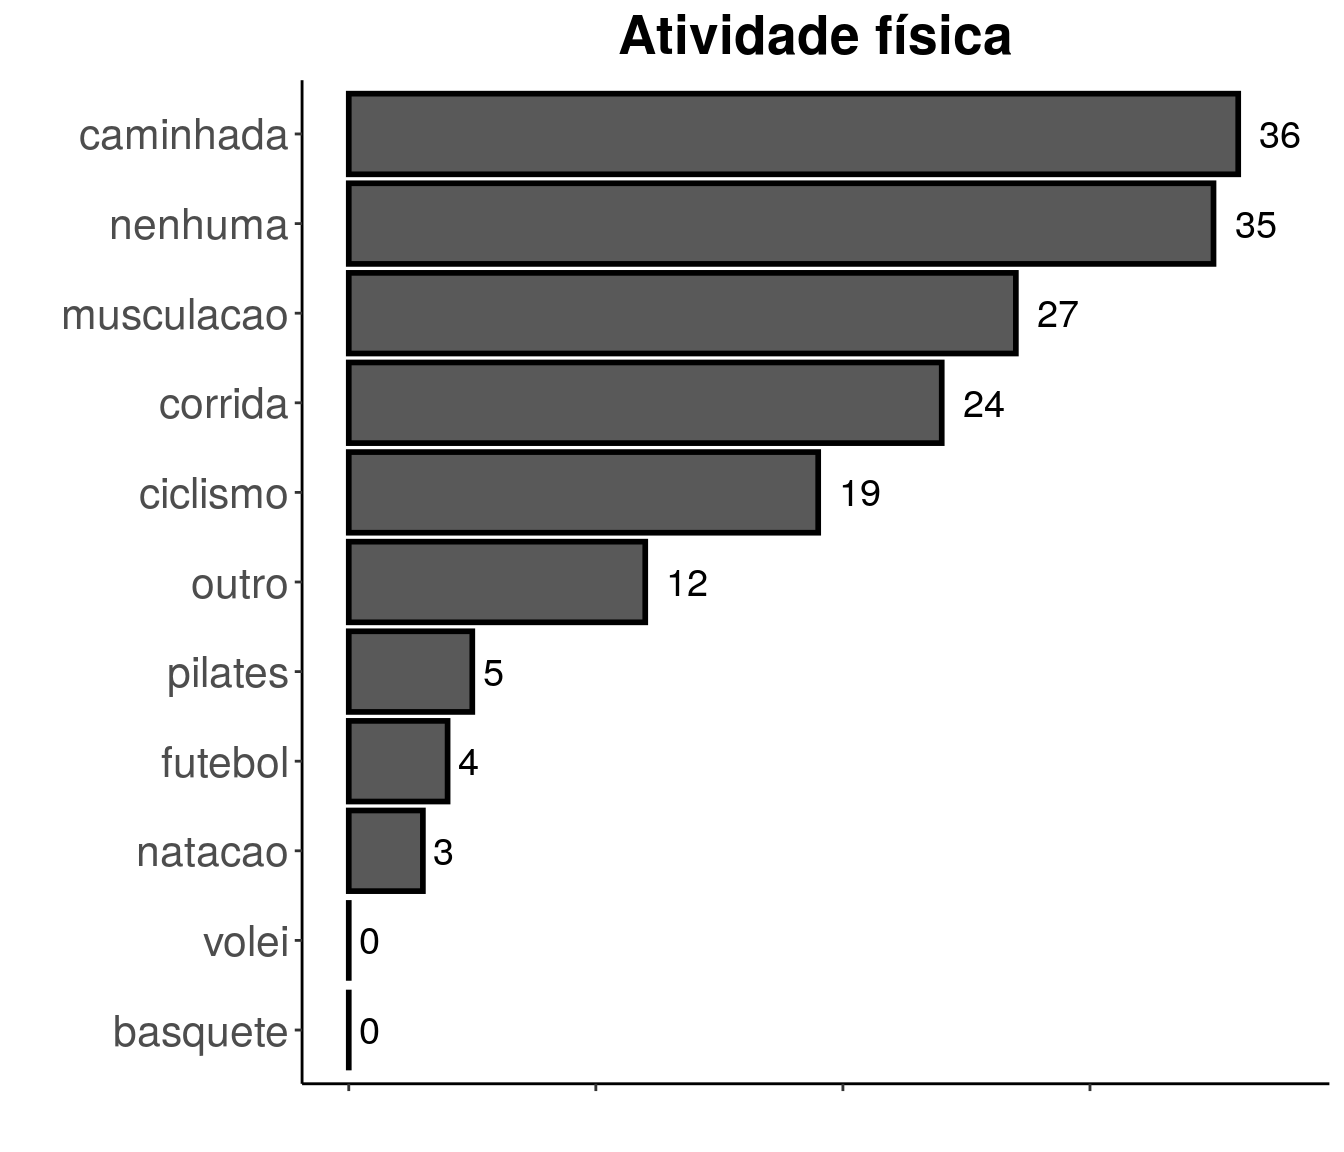 Atividade física
caminhada 36
nenhuma 35
musculacao 27
corrida 24
ciclismo 19
outro 12
pilates 5
futebol 4
natacao 3
volei 0
basquete 0